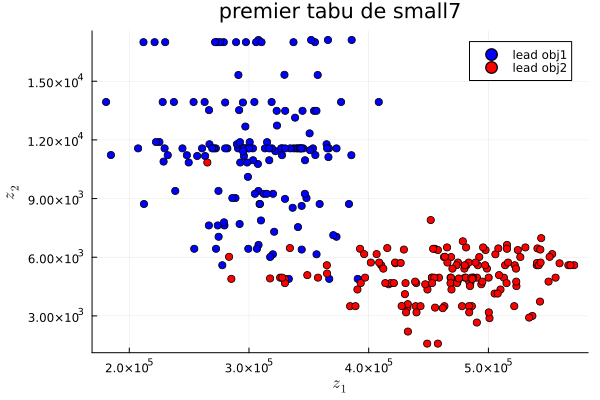 premier tabu de small7
lead obj1
lead obj2
1.50×10⁴
1.20×10⁴
9.00×10³
6.00×10³
3.00×10³
z₂
2.0×10⁵
3.0×10⁵
4.0×10⁵
5.0×10⁵
z₁